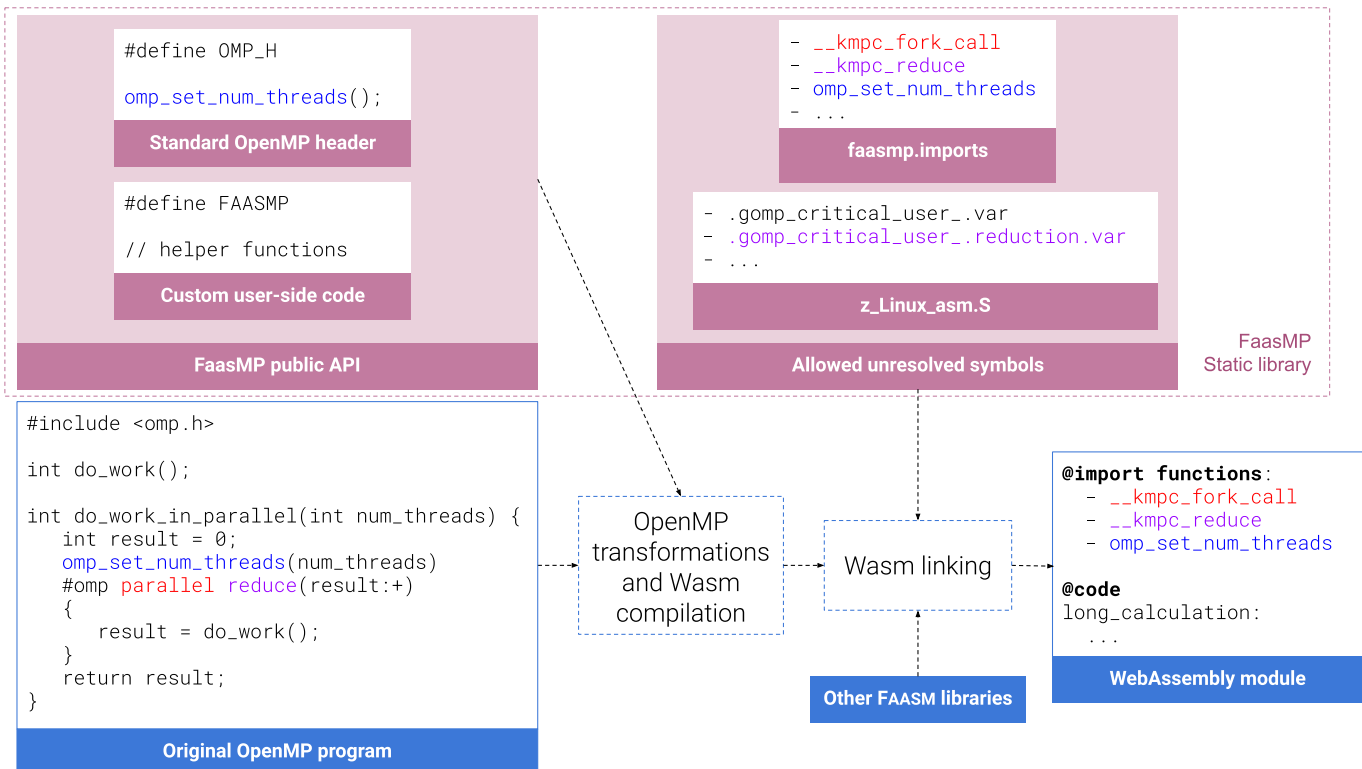 #define OMP_H
omp_set_num_threads();
Standard OpenMP header
#define FAASMP
// helper functions
Custom user-side code
FaasMP public API
- __kmpc_fork_call
- __kmpc_reduce
- omp_set_num_threads
- ...
faasmp.imports
- .gomp_critical_user_.var
- .gomp_critical_user_.reduction.var
- ...
z_Linux_asm.S
Allowed unresolved symbols
FaasMP
Static library
#include <omp.h>
int do_work();
int do_work_in_parallel(int num_threads) {
int result = 0;
omp_set_num_threads(num_threads)
#omp parallel reduce(result:+)
{
result = do_work();
}
return result;
}
Original OpenMP program
OpenMP
transformations
and Wasm
compilation
Wasm linking
Other FAASM libraries
@import functions:
- __kmpc_fork_call
- __kmpc_reduce
- omp_set_num_threads
@code
long_calculation:
...
WebAssembly module